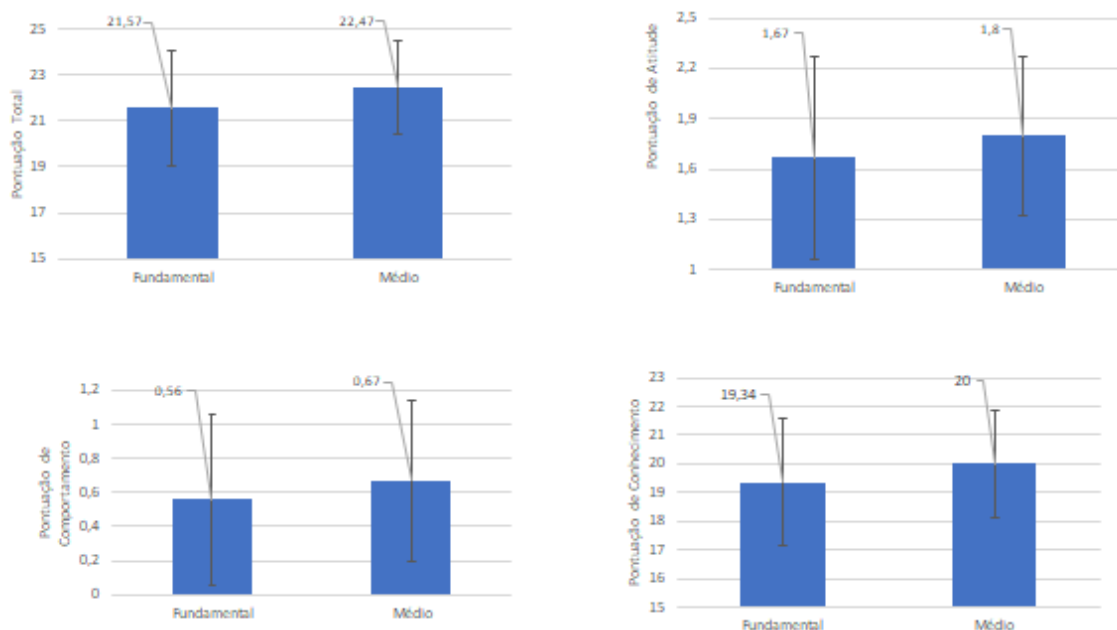 21,57
22,47
25
23
21
19
17
15
Pontuação Total
Fundamental
Médio
1,67
1,8
2,5
2,2
1,9
1,6
1,3
1
Pontuação de Atitude
Fundamental
Médio
0,56
0,67
1,2
1
0,8
0,6
0,4
0,2
0
Pontuação de
Comportamento
Fundamental
Médio
19,34
20
23
22
21
20
19
18
17
16
15
Pontuação de Conhecimento
Fundamental
Médio